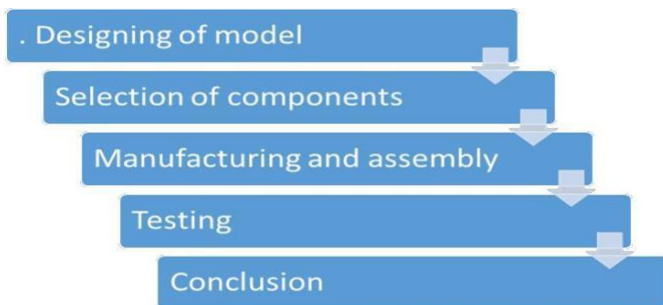 . Designing of model
Selection of components
Manufacturing and assembly
Testing
Conclusion